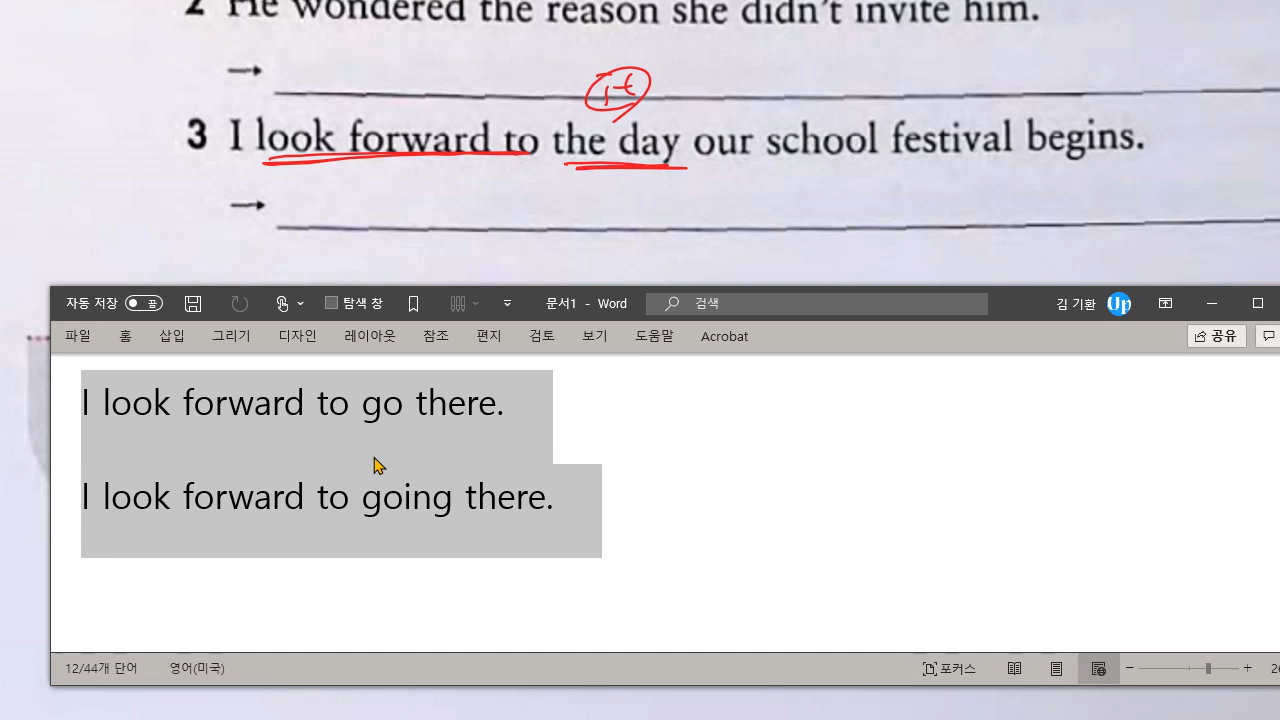 2 He wondered the reason she didn't invite him.
→
it
3 I look forward to the day our school festival begins.
→
자동 저장 끔 탐색 창 문서1 - Word 검색 김 기환 Up
파일 홈 삽입 그리기 디자인 레이아웃 참조 편지 검토 보기 도움말 Acrobat 공유
I look forward to go there.
I look forward to going there.
12/44개 단어 영어(미국) 포커스 - +